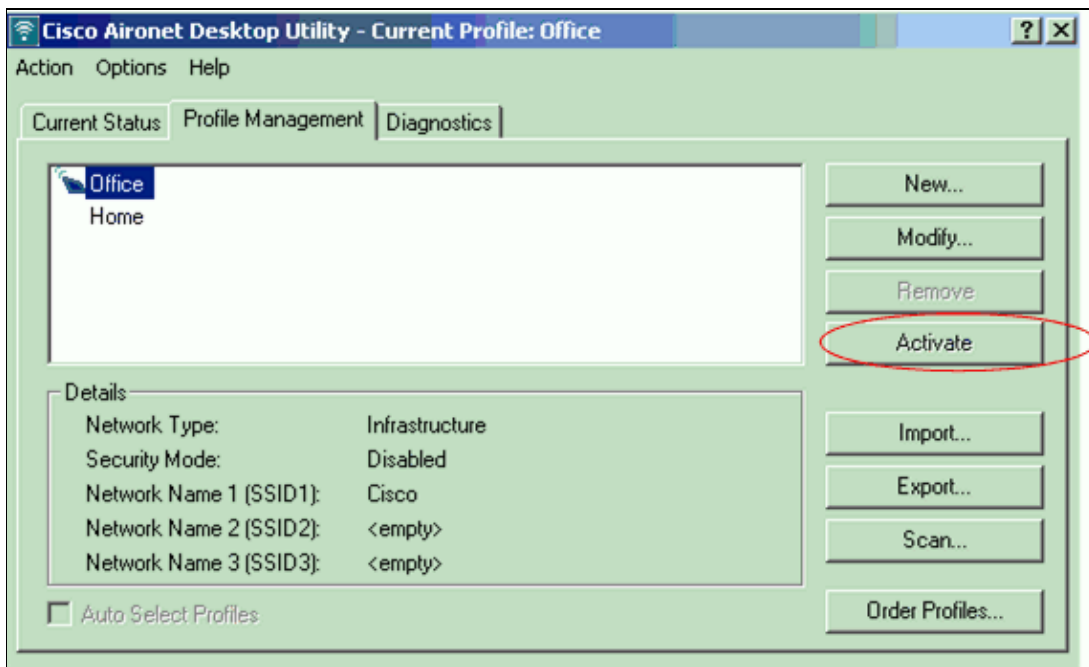 Cisco Aironet Desktop Utility - Current Profile: Office
Action Options Help
Current Status Profile Management Diagnostics
Office
Home
New...
Modify...
Remove
Activate
Details
Network Type: Infrastructure
Security Mode: Disabled
Network Name 1 (SSID1): Cisco
Network Name 2 (SSID2): <empty>
Network Name 3 (SSID3): <empty>
Import...
Export...
Scan...
Auto Select Profiles
Order Profiles...